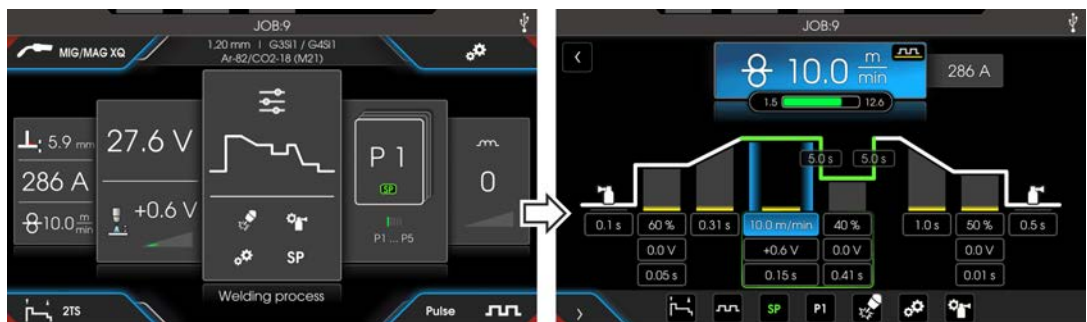 JOB:9
MIG/MAG XQ
1,20 mm I G3Si1 / G4Si1
Ar-82/CO2-18 (M21)
5.9 mm
286 A
10.0 m/min
27.6 V
+0.6 V
SP
Welding process
P 1
SP
P1 ... P5
0
2TS
Pulse
JOB:9
10.0 m/min
286 A
1.5 12.6
5.0 s 5.0 s
0.1 s 60 % 0.31 s 10.0 m/min 40 % 1.0 s 50 % 0.5 s
0.0 V +0.6 V 0.0 V 0.0 V
0.05 s 0.15 s 0.41 s 0.01 s
SP P1